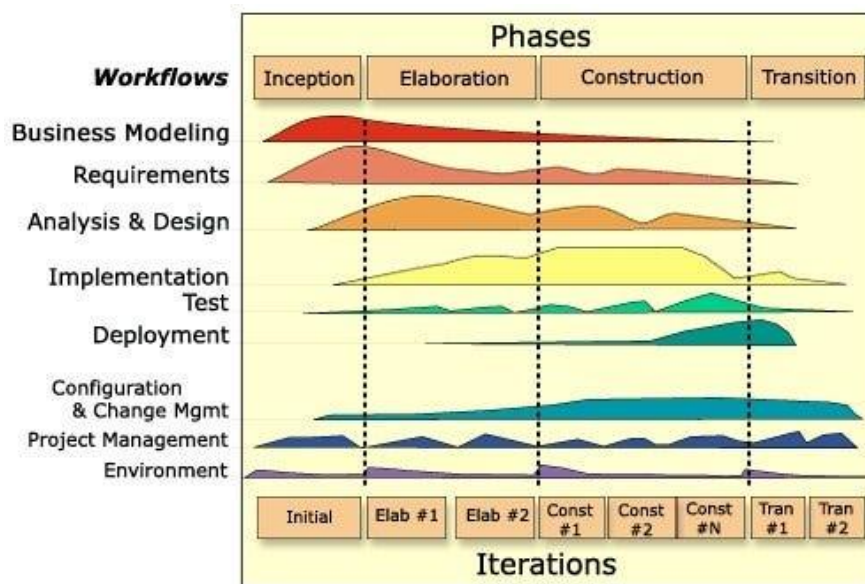 Phases
Workflows
Inception
Elaboration
Construction
Transition
Business Modeling
Requirements
Analysis & Design
Implementation
Test
Deployment
Configuration
& Change Mgmt
Project Management
Environment
Initial
Elab #1
Elab #2
Const
#1
Const
#2
Const
#N
Tran
#1
Tran
#2
Iterations